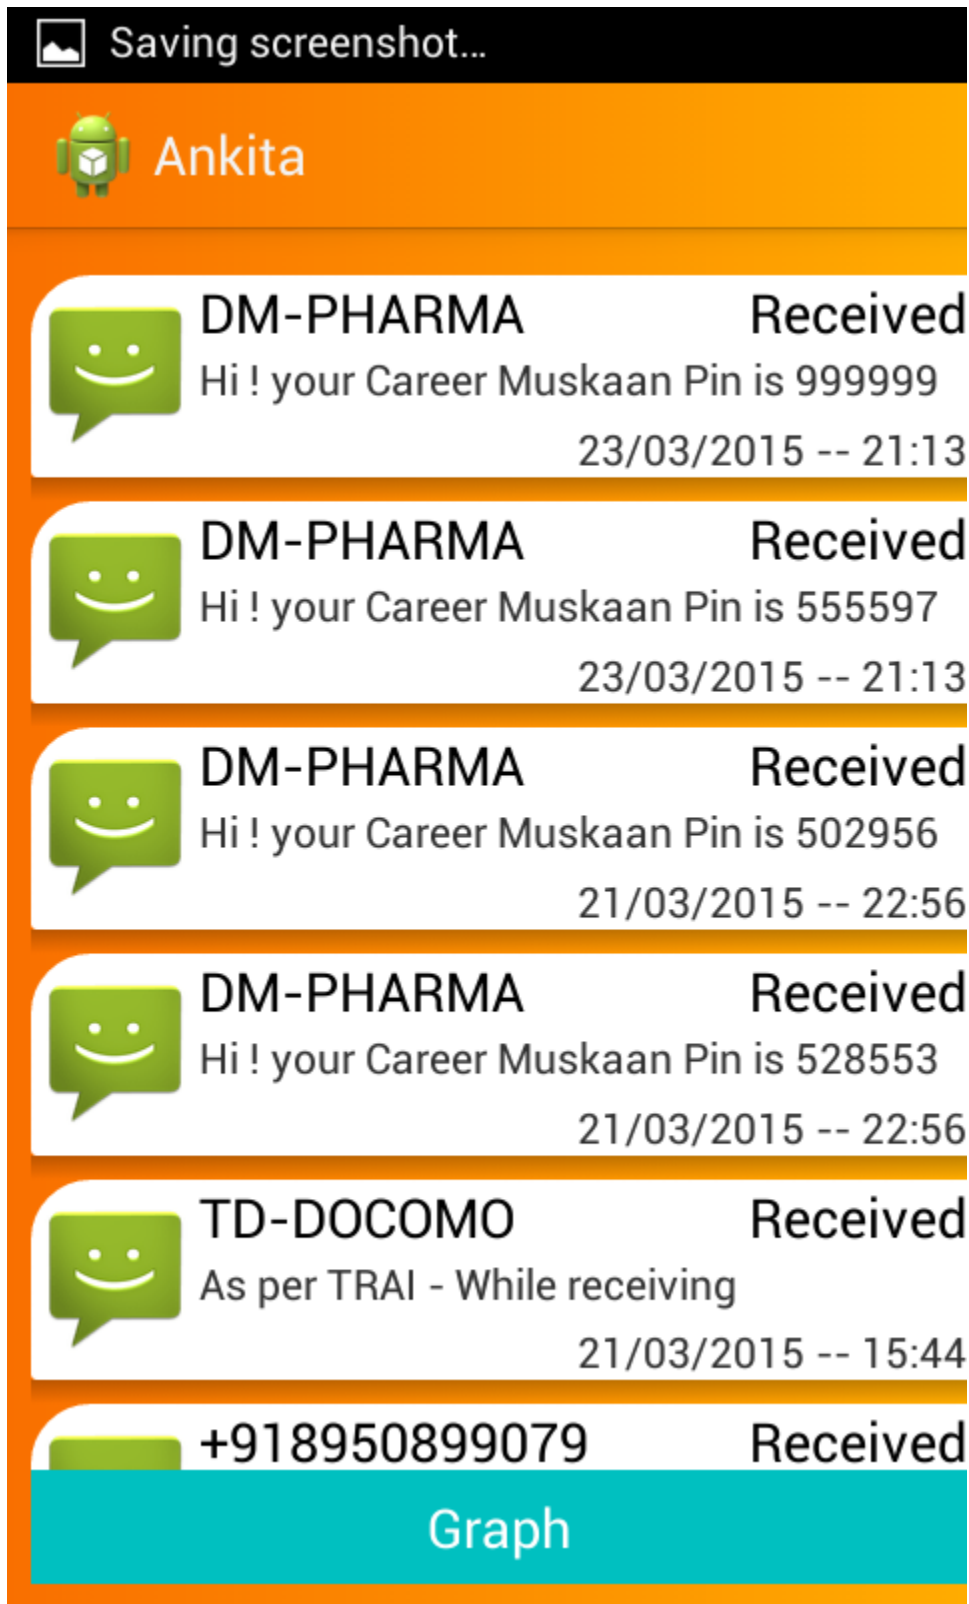 Saving screenshot...
Ankita
DM-PHARMA Received
Hi ! your Career Muskaan Pin is 999999
23/03/2015 -- 21:13
DM-PHARMA Received
Hi ! your Career Muskaan Pin is 555597
23/03/2015 -- 21:13
DM-PHARMA Received
Hi ! your Career Muskaan Pin is 502956
21/03/2015 -- 22:56
DM-PHARMA Received
Hi ! your Career Muskaan Pin is 528553
21/03/2015 -- 22:56
TD-DOCOMO Received
As per TRAI - While receiving
21/03/2015 -- 15:44
+918950899079 Received
Graph